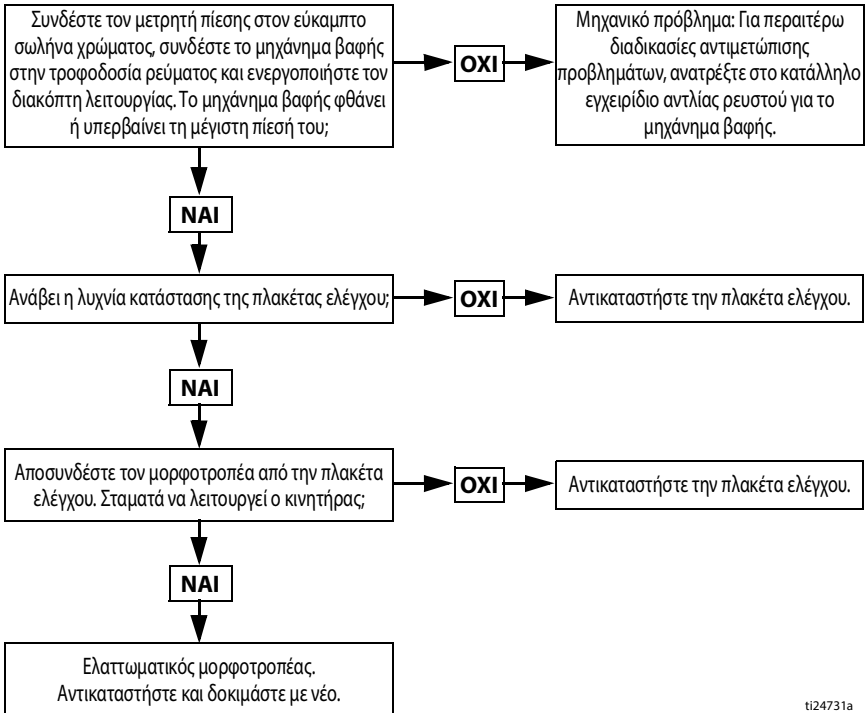 Συνδέστε τον μετρητή πίεσης στον εύκαμπτο
σωλήνα χρώματος, συνδέστε το μηχάνημα βαφής
στην τροφοδοσία ρεύματος και ενεργοποιήστε τον
διακόπτη λειτουργίας. Το μηχάνημα βαφής φθάνει
ή υπερβαίνει τη μέγιστη πίεσή του;
ΟΧΙ
Μηχανικό πρόβλημα: Για περαιτέρω
διαδικασίες αντιμετώπισης
προβλημάτων, ανατρέξτε στο κατάλληλο
εγχειρίδιο αντλίας ρευστού για το
μηχάνημα βαφής.
ΝΑΙ
Ανάβει η λυχνία κατάστασης της πλακέτας ελέγχου;
ΟΧΙ
Αντικαταστήστε την πλακέτα ελέγχου.
ΝΑΙ
Αποσυνδέστε τον μορφοτροπέα από την πλακέτα
ελέγχου. Σταματά να λειτουργεί ο κινητήρας;
ΟΧΙ
Αντικαταστήστε την πλακέτα ελέγχου.
ΝΑΙ
Ελαττωματικός μορφοτροπέας.
Αντικαταστήστε και δοκιμάστε με νέο.
ti24731a